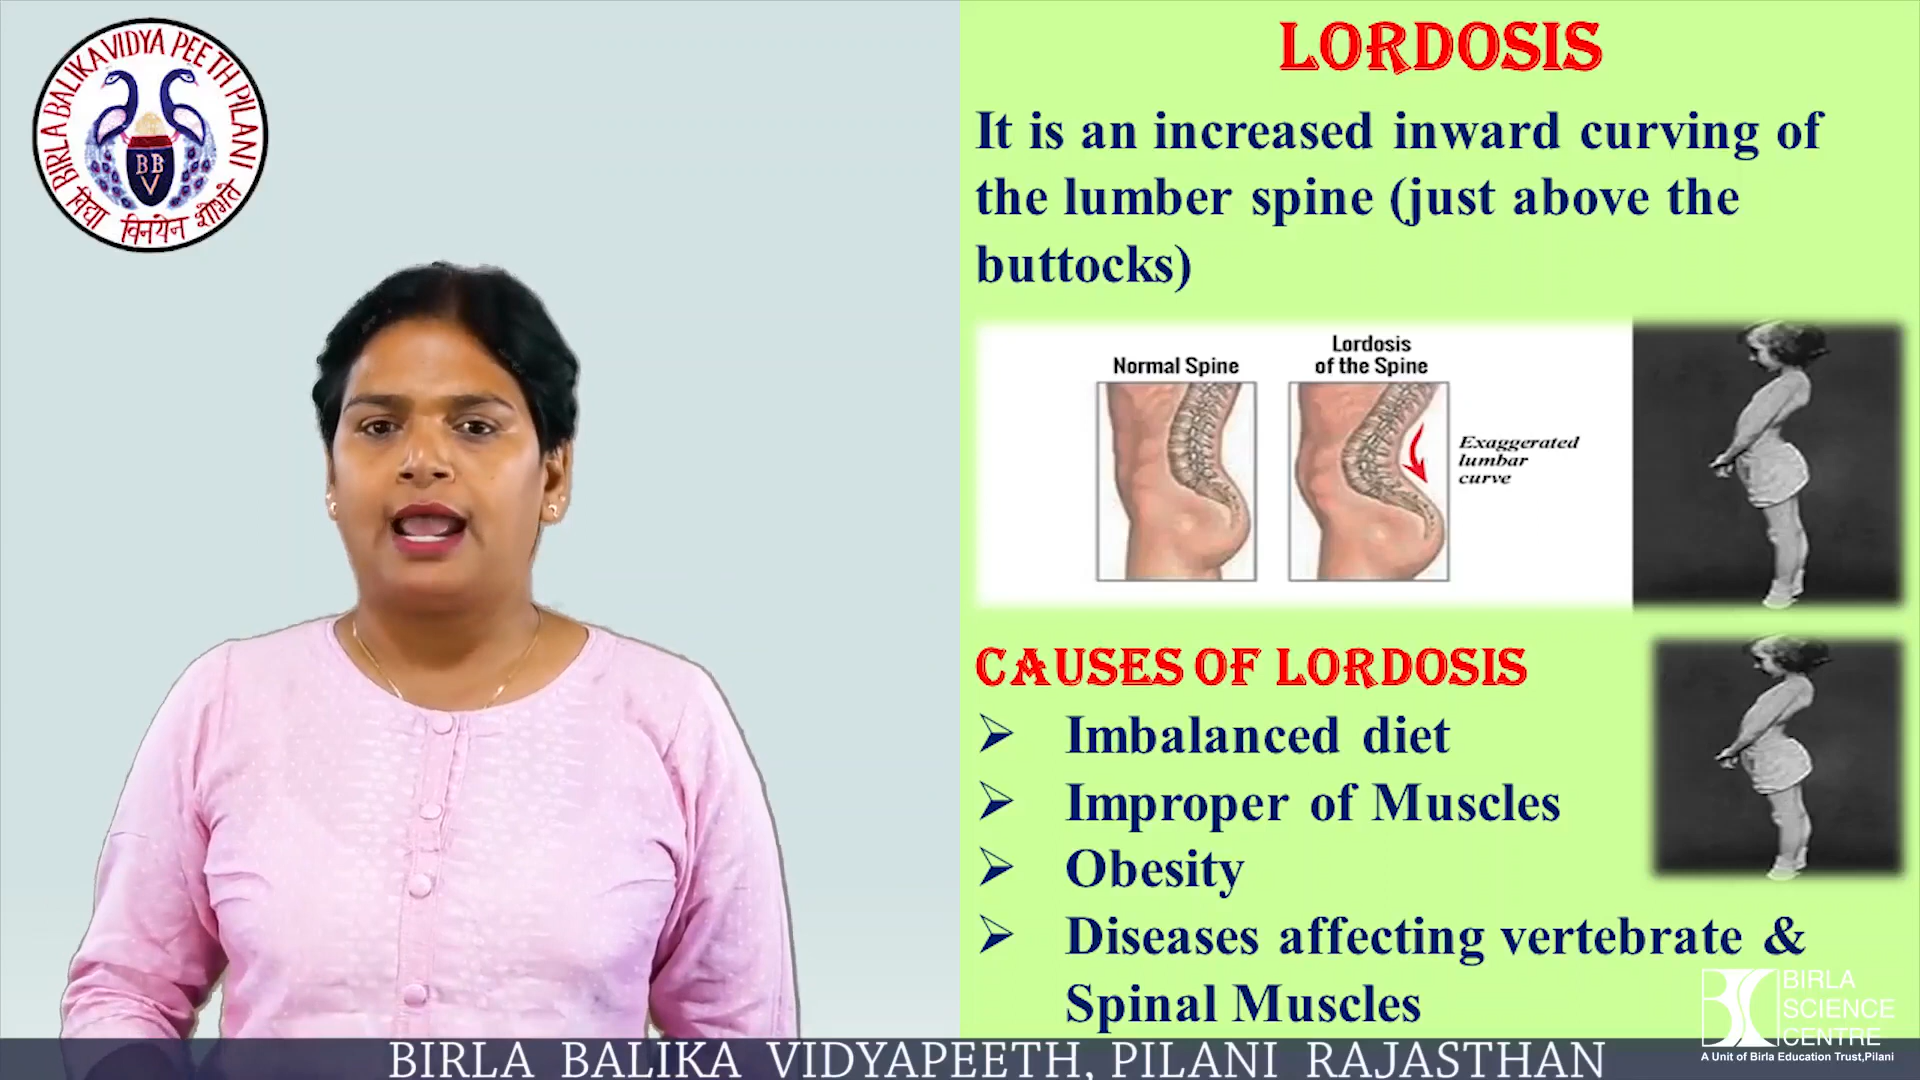 BIRLA BALIKA VIDYA PEETH PILANI
BBV
विद्या विनयेन शोभते
LORDOSIS
It is an increased inward curving of
the lumber spine (just above the
buttocks)
Normal Spine
Lordosis
of the Spine
Exaggerated
lumbar
curve
CAUSES OF LORDOSIS
➢ Imbalanced diet
➢ Improper of Muscles
➢ Obesity
➢ Diseases affecting vertebrate &
Spinal Muscles
BIRLA
SCIENCE
CENTRE
A Unit of Birla Education Trust,Pilani
BIRLA BALIKA VIDYAPEETH, PILANI RAJASTHAN